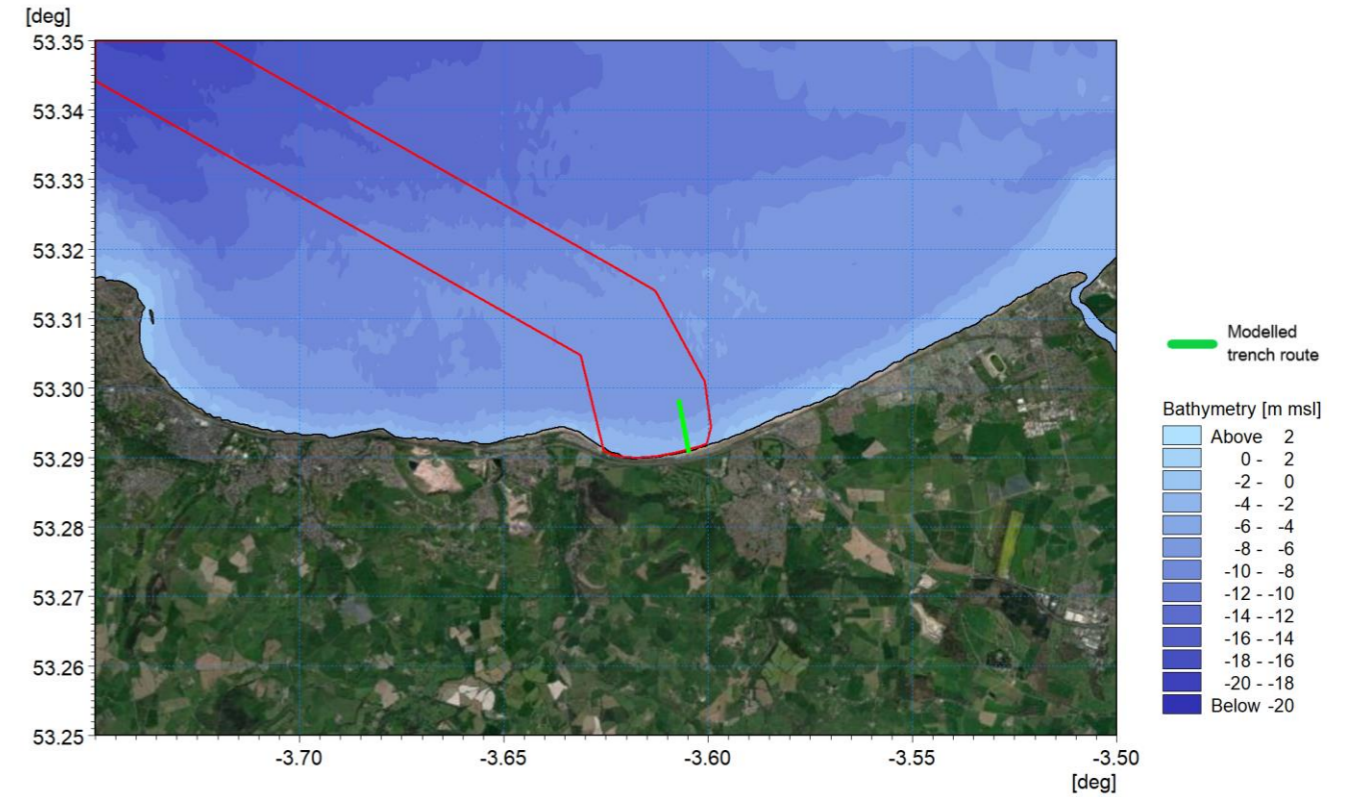 [deg]
53.35
53.34
53.33
53.32
53.31
53.30
53.29
53.28
53.27
53.26
53.25
-3.70
-3.65
-3.60
-3.55
-3.50
[deg]
Modelled
trench route
Bathymetry [m msl]
Above 2
0 - 2
-2 - 0
-4 - -2
-6 - -4
-8 - -6
-10 - -8
-12 - -10
-14 - -12
-16 - -14
-18 - -16
-20 - -18
Below -20